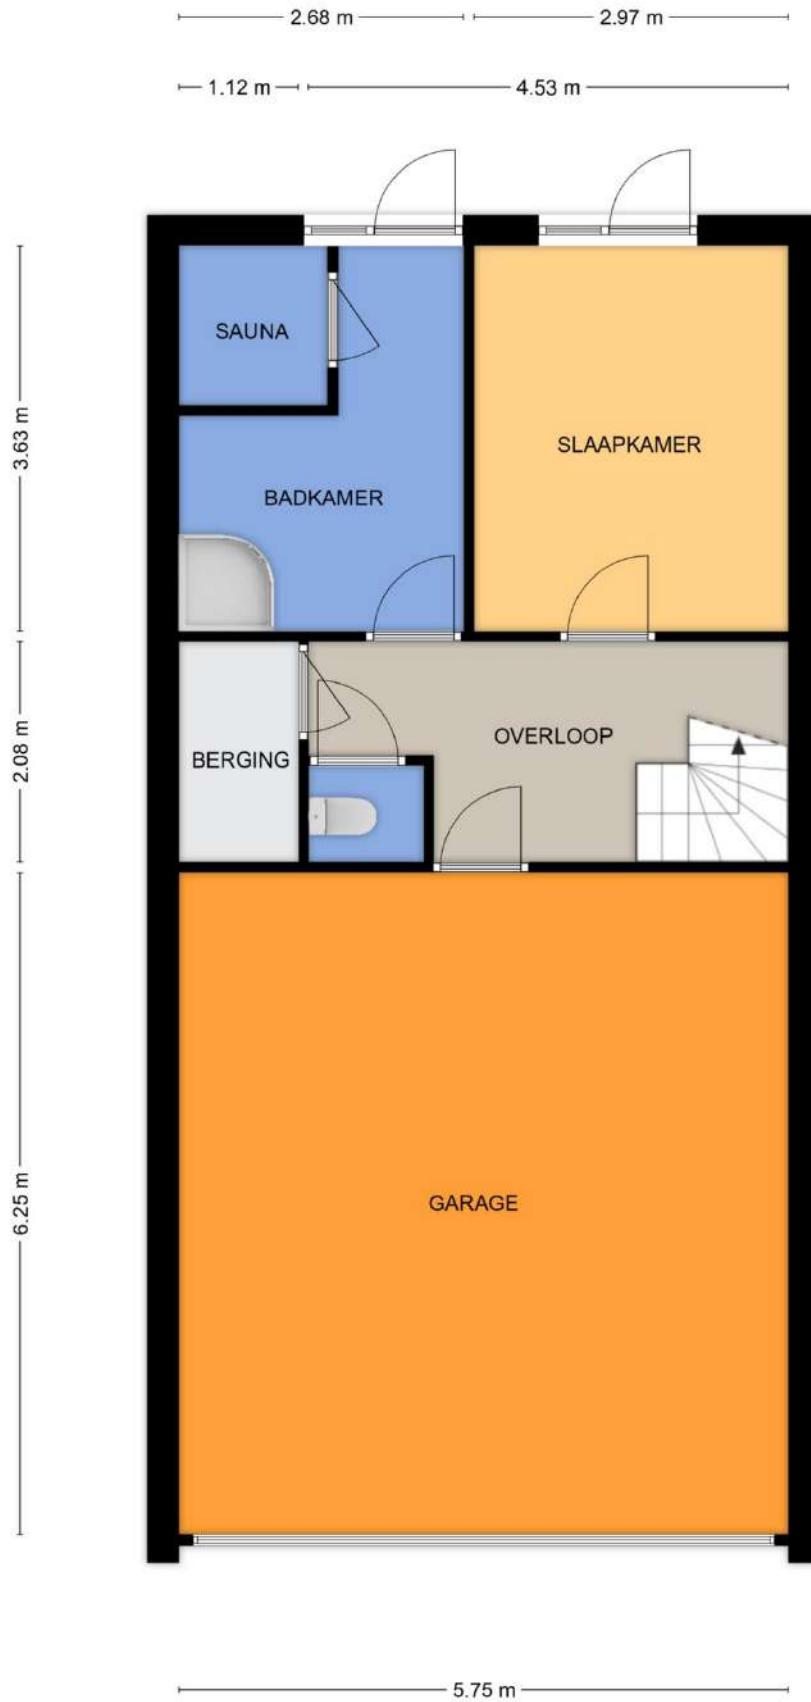 2.68 m
2.97 m
1.12 m
4.53 m
SAUNA
3.63 m
SLAAPKAMER
BADKAMER
2.08 m
OVERLOOP
BERGING
6.25 m
GARAGE
5.75 m